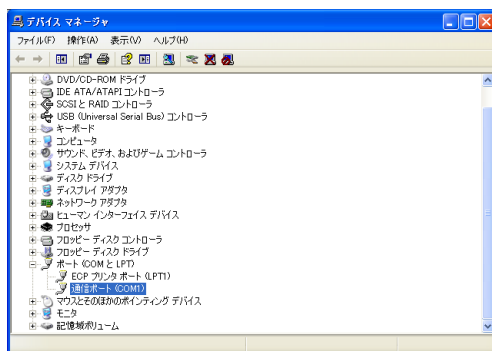 デバイス マネージャ
ファイル(F) 操作(A) 表示(V) ヘルプ(H)
DVD/CD-ROM ドライブ
IDE ATA/ATAPI コントローラ
SCSI と RAID コントローラ
USB (Universal Serial Bus) コントローラ
キーボード
コンピュータ
サウンド、ビデオ、およびゲーム コントローラ
システム デバイス
ディスク ドライブ
ディスプレイ アダプタ
ネットワーク アダプタ
ヒューマン インターフェイス デバイス
プロセッサ
フロッピー ディスク コントローラ
フロッピー ディスク ドライブ
ポート (COM と LPT)
ECP プリンタ ポート (LPT1)
通信ポート (COM1)
マウスとそのほかのポインティング デバイス
モニタ
記憶域ボリューム